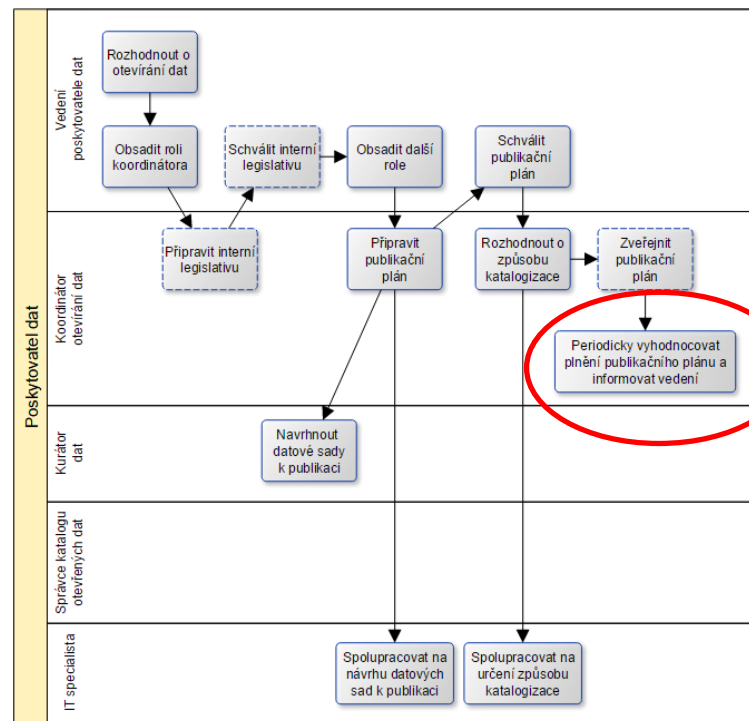 Poskytovatel dat
Vedení
poskytovatele dat
Rozhodnout o
otevírání dat
Obsadit roli
koordinátora
Schválit interní
legislativu
Obsadit další
role
Schválit
publikační
plán
Koordinátor
otevírání dat
Připravit interní
legislativu
Připravit
publikační
plán
Rozhodnout o
způsobu
katalogizace
Zveřejnit
publikační
plán
Periodicky vyhodnocovat
plnění publikačního plánu a
informovat vedení
Kurátor
dat
Navrhnout
datové sady
k publikaci
Správce katalogu
otevřených dat
IT specialista
Spolupracovat na
návrhu datových
sad k publikaci
Spolupracovat na
určení způsobu
katalogizace